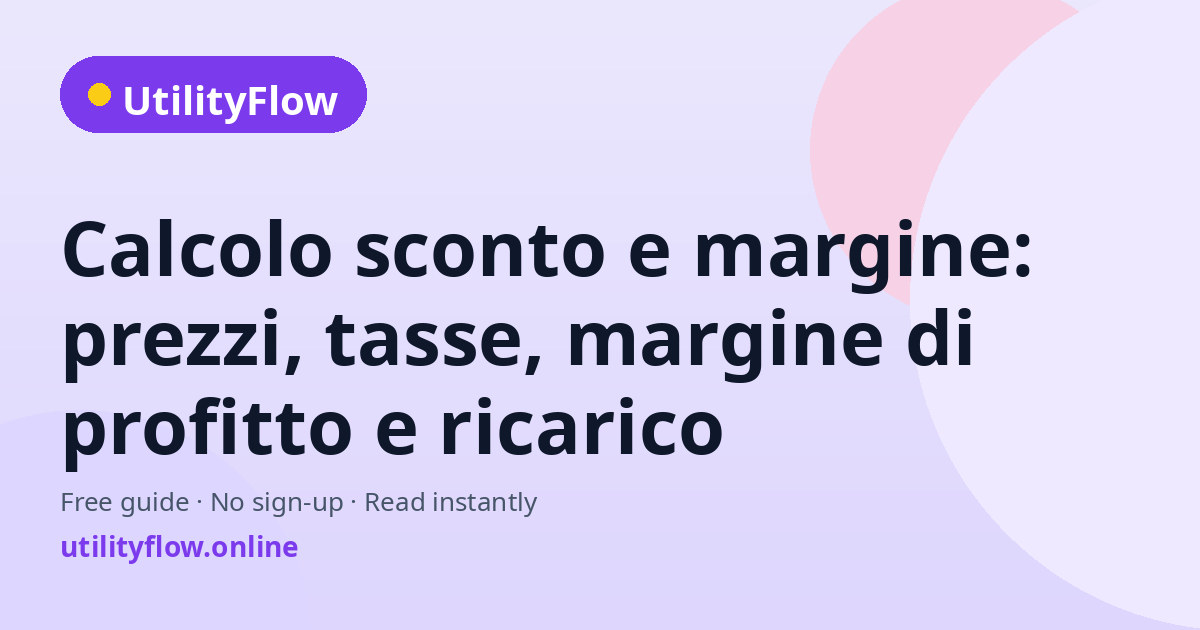 UtilityFlow
Calcolo sconto e margine:
prezzi, tasse, margine di
profitto e ricarico
Free guide · No sign-up · Read instantly
utilityflow.online